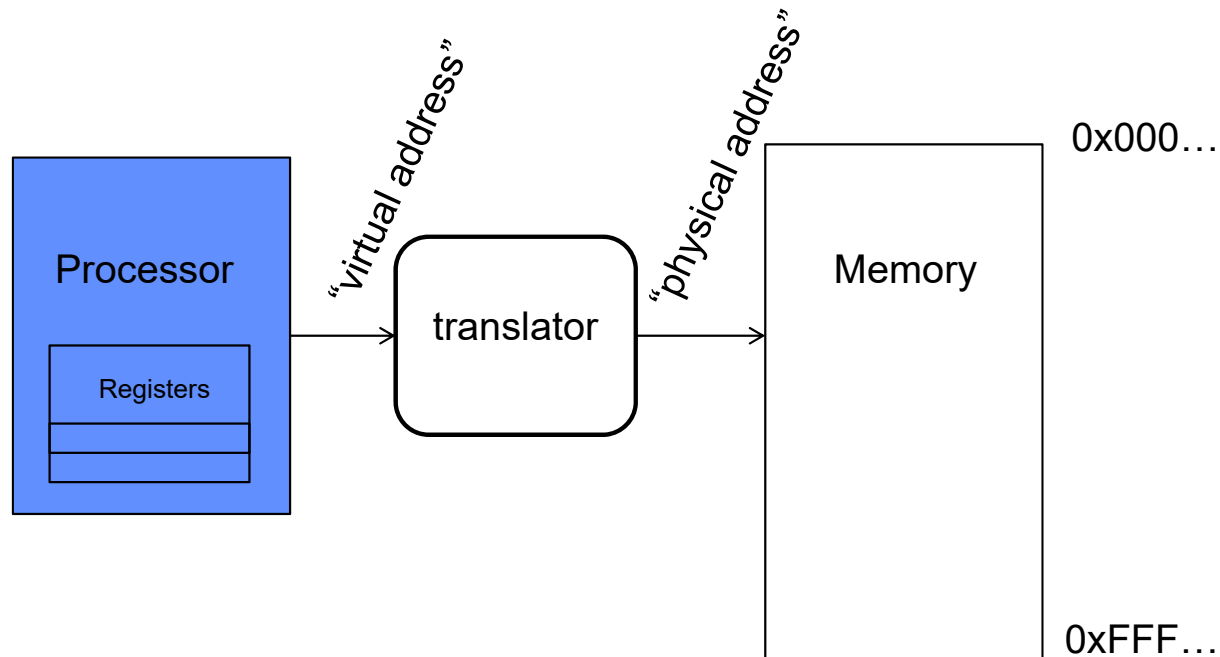 Processor
Registers
“virtual address”
translator
“physical address”
Memory
0x000…
0xFFF…